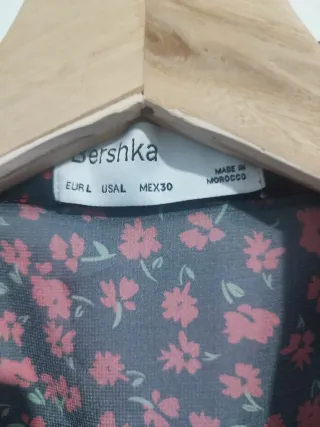 Bershka
EUR L USA L MEX 30
MADE IN
MOROCCO